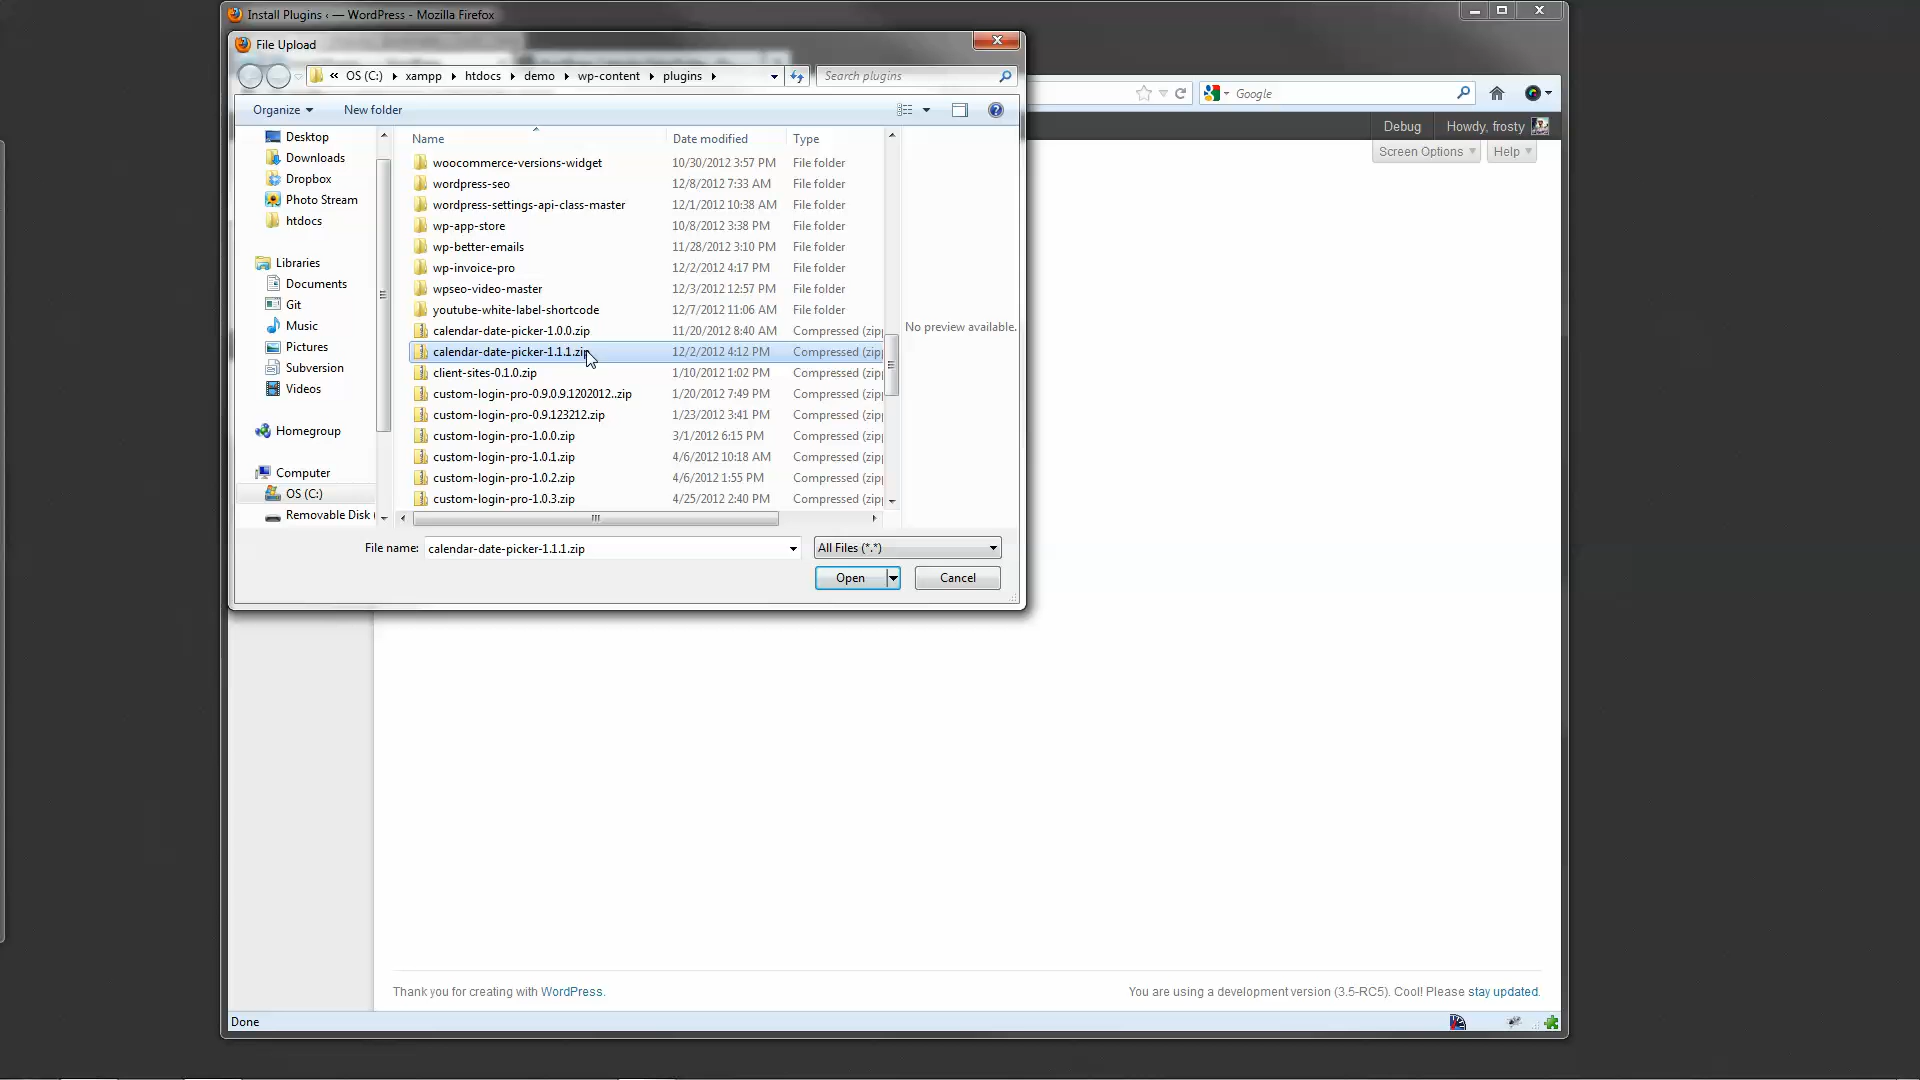 Install Plugins ‹ — WordPress - Mozilla Firefox
File Upload
« OS (C:) xampp htdocs demo wp-content plugins
Search plugins
Google
Organize
New folder
Debug
Howdy, frosty
Screen Options
Help
Desktop
Downloads
Dropbox
Photo Stream
htdocs
Libraries
Documents
Git
Music
Pictures
Subversion
Videos
Homegroup
Computer
OS (C:)
Removable Disk (
Name Date modified Type
woocommerce-versions-widget 10/30/2012 3:57 PM File folder
wordpress-seo 12/8/2012 7:33 AM File folder
wordpress-settings-api-class-master 12/1/2012 10:38 AM File folder
wp-app-store 10/8/2012 3:38 PM File folder
wp-better-emails 11/28/2012 3:10 PM File folder
wp-invoice-pro 12/2/2012 4:17 PM File folder
wpseo-video-master 12/3/2012 12:57 PM File folder
youtube-white-label-shortcode 12/7/2012 11:06 AM File folder
calendar-date-picker-1.0.0.zip 11/20/2012 8:40 AM Compressed (zipp
calendar-date-picker-1.1.1.zip 12/2/2012 4:12 PM Compressed (zipp
client-sites-0.1.0.zip 1/10/2012 1:02 PM Compressed (zipp
custom-login-pro-0.9.0.9.1202012..zip 1/20/2012 7:49 PM Compressed (zipp
custom-login-pro-0.9.123212.zip 1/23/2012 3:41 PM Compressed (zipp
custom-login-pro-1.0.0.zip 3/1/2012 6:15 PM Compressed (zipp
custom-login-pro-1.0.1.zip 4/6/2012 10:18 AM Compressed (zipp
custom-login-pro-1.0.2.zip 4/6/2012 1:55 PM Compressed (zipp
custom-login-pro-1.0.3.zip 4/25/2012 2:40 PM Compressed (zipp
No preview available.
File name: calendar-date-picker-1.1.1.zip
All Files (*.*)
Open
Cancel
Thank you for creating with WordPress.
You are using a development version (3.5-RC5). Cool! Please stay updated.
Done